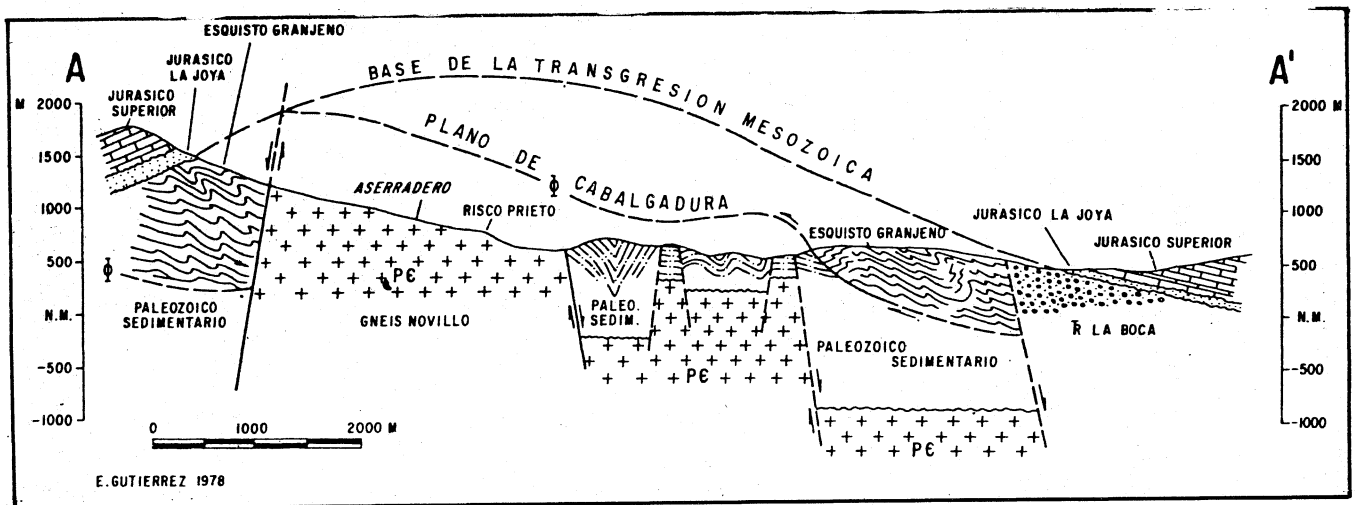 A
A'
ESQUISTO GRANJENO
JURASICO
LA JOYA
JURASICO
SUPERIOR
BASE DE LA TRANSGRESION MESOZOICA
PLANO DE CABALGADURA
M
2000
1500
1000
500
N.M.
-500
-1000
2000 M
1500
1000
500
N.M.
-500
-1000
ASERRADERO
RISCO PRIETO
ESQUISTO GRANJENO
JURASICO LA JOYA
JURASICO SUPERIOR
PЄ
GNEIS NOVILLO
PALEOZOICO
SEDIMENTARIO
PALEO.
SEDIM.
PЄ
PALEOZOICO
SEDIMENTARIO
PЄ
TR LA BOCA
0 1000 2000 M
E. GUTIERREZ 1978